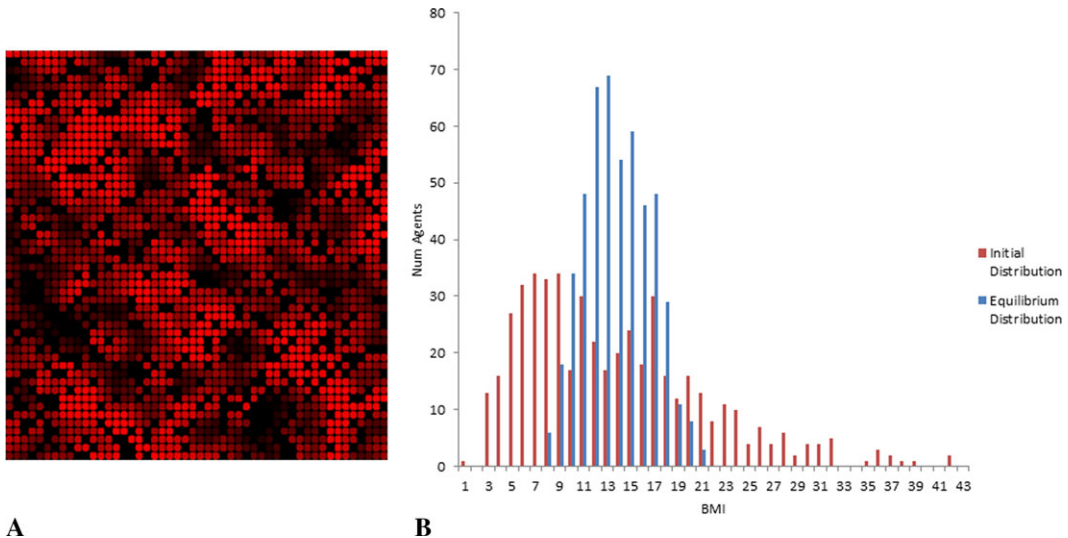 80
70
60
50
40
30
20
10
0
Num Agents
1 3 5 7 9 11 13 15 17 19 21 23 25 27 29 31 33 35 37 39 41 43
BMI
Initial
Distribution
Equilibrium
Distribution
A B